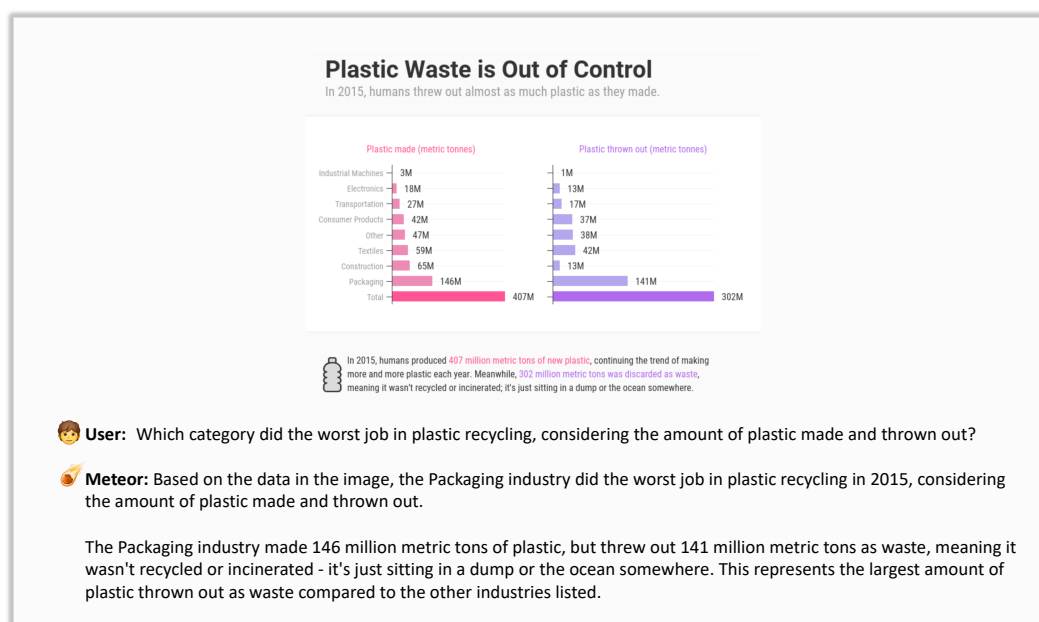 Plastic Waste is Out of Control
In 2015, humans threw out almost as much plastic as they made.
Plastic made (metric tonnes)
Industrial Machines 3M
Electronics 18M
Transportation 27M
Consumer Products 42M
Other 47M
Textiles 59M
Construction 65M
Packaging 146M
Total 407M
Plastic thrown out (metric tonnes)
1M
13M
17M
37M
38M
42M
13M
141M
302M
In 2015, humans produced 407 million metric tons of new plastic, continuing the trend of making
more and more plastic each year. Meanwhile, 302 million metric tons was discarded as waste,
meaning it wasn't recycled or incinerated; it's just sitting in a dump or the ocean somewhere.
User: Which category did the worst job in plastic recycling, considering the amount of plastic made and thrown out?
Meteor: Based on the data in the image, the Packaging industry did the worst job in plastic recycling in 2015, considering
the amount of plastic made and thrown out.
The Packaging industry made 146 million metric tons of plastic, but threw out 141 million metric tons as waste, meaning it
wasn't recycled or incinerated - it's just sitting in a dump or the ocean somewhere. This represents the largest amount of
plastic thrown out as waste compared to the other industries listed.